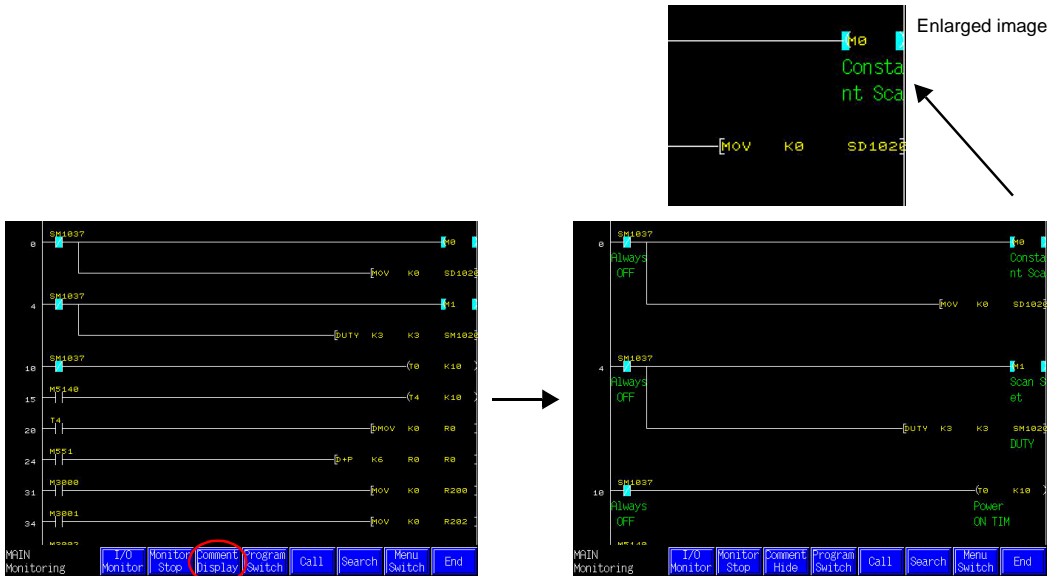 Enlarged image
M0
Consta
nt Sca
MOV K0 SD1020
SM1037
0 M0
MOV K0 SD1020
SM1037
4 M1
DUTY K3 K3 SM1020
SM1037
10 T0 K10
M5140
15 T4 K10
T4
20 DMOV K0 R0
M551
24 D+P K6 R0 R0
M3000
31 MOV K0 R200
M3001
34 MOV K0 R202
M3002
MAIN
Monitoring
I/O
Monitor
Monitor
Stop
Comment
Display
Program
Switch
Call
Search
Menu
Switch
End
SM1037
0 M0
Always Consta
OFF nt Sca
MOV K0 SD1020
SM1037
4 M1
Always Scan S
OFF et
DUTY K3 K3 SM1020
DUTY
SM1037
10 T0 K10
Always Power
OFF ON TIM
M5140
MAIN
Monitoring
I/O
Monitor
Monitor
Stop
Comment
Hide
Program
Switch
Call
Search
Menu
Switch
End